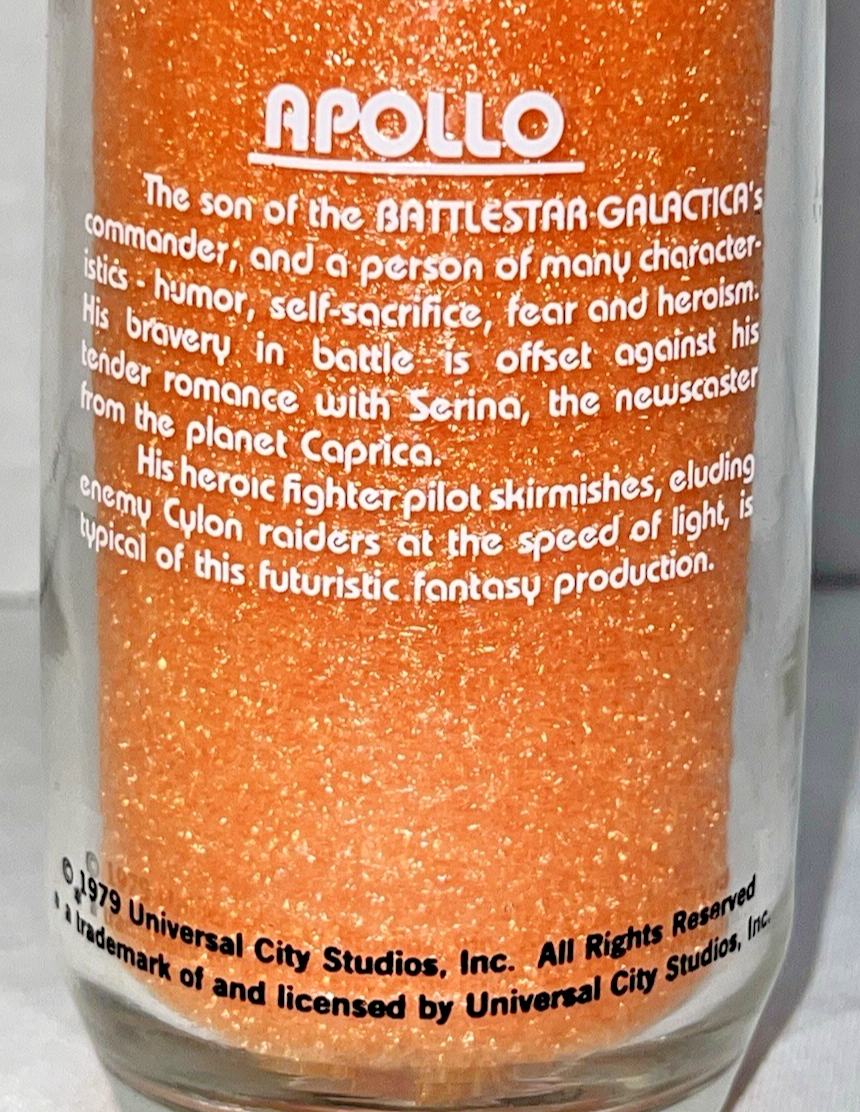 APOLLO
The son of the BATTLESTAR GALACTICA's
commander, and a person of many character-
istics - humor, self-sacrifice, fear and heroism.
His bravery in battle is offset against his
tender romance with Serina, the newscaster
from the planet Caprica.
His heroic fighter pilot skirmishes, eluding
enemy Cylon raiders at the speed of light, is
typical of this futuristic fantasy production.
© 1979 Universal City Studios, Inc. All Rights Reserved
a trademark of and licensed by Universal City Studios, Inc.